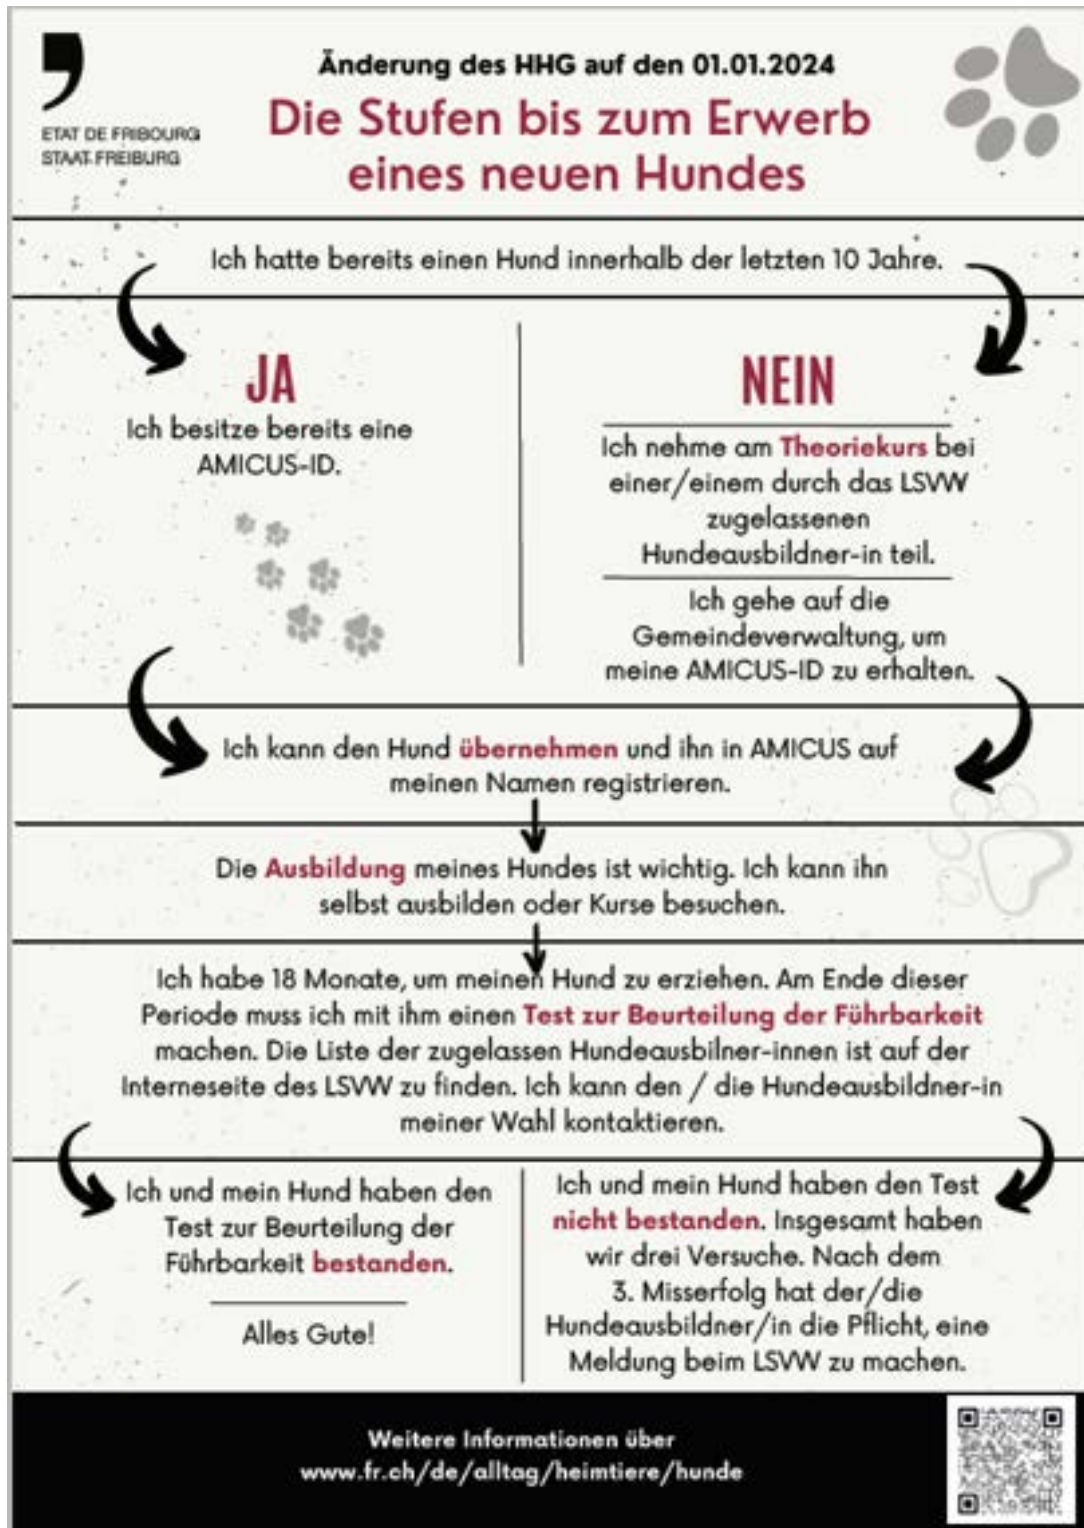 Änderung des HHG auf den 01.01.2024
Die Stufen bis zum Erwerb
eines neuen Hundes
ETAT DE FRIBOURG
STAAT FREIBURG
Ich hatte bereits einen Hund innerhalb der letzten 10 Jahre.
JA
Ich besitze bereits eine
AMICUS-ID.
NEIN
Ich nehme am Theoriekurs bei
einer/einem durch das LSVW
zugelassenen
Hundeausbildner-in teil.
Ich gehe auf die
Gemeindeverwaltung, um
meine AMICUS-ID zu erhalten.
Ich kann den Hund übernehmen und ihn in AMICUS auf
meinen Namen registrieren.
Die Ausbildung meines Hundes ist wichtig. Ich kann ihn
selbst ausbilden oder Kurse besuchen.
Ich habe 18 Monate, um meinen Hund zu erziehen. Am Ende dieser
Periode muss ich mit ihm einen Test zur Beurteilung der Führbarkeit
machen. Die Liste der zugelassen Hundeausbilner-innen ist auf der
Interneseite des LSVW zu finden. Ich kann den / die Hundeausbildner-in
meiner Wahl kontaktieren.
Ich und mein Hund haben den
Test zur Beurteilung der
Führbarkeit bestanden.
Alles Gute!
Ich und mein Hund haben den Test
nicht bestanden. Insgesamt haben
wir drei Versuche. Nach dem
3. Misserfolg hat der/die
Hundeausbildner/in die Pflicht, eine
Meldung beim LSVW zu machen.
Weitere Informationen über
www.fr.ch/de/alltag/heimtiere/hunde